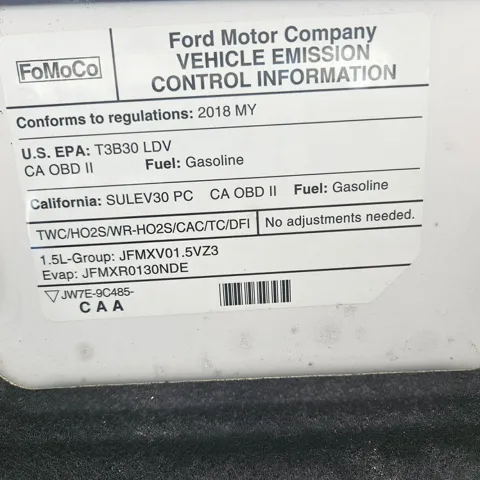 FoMoCo
Ford Motor Company
VEHICLE EMISSION
CONTROL INFORMATION
Conforms to regulations: 2018 MY
U.S. EPA: T3B30 LDV
CA OBD II Fuel: Gasoline
California: SULEV30 PC CA OBD II Fuel: Gasoline
TWC/HO2S/WR-HO2S/CAC/TC/DFI No adjustments needed.
1.5L-Group: JFMXV01.5VZ3
Evap: JFMXR0130NDE
JW7E-9C485-
CAA